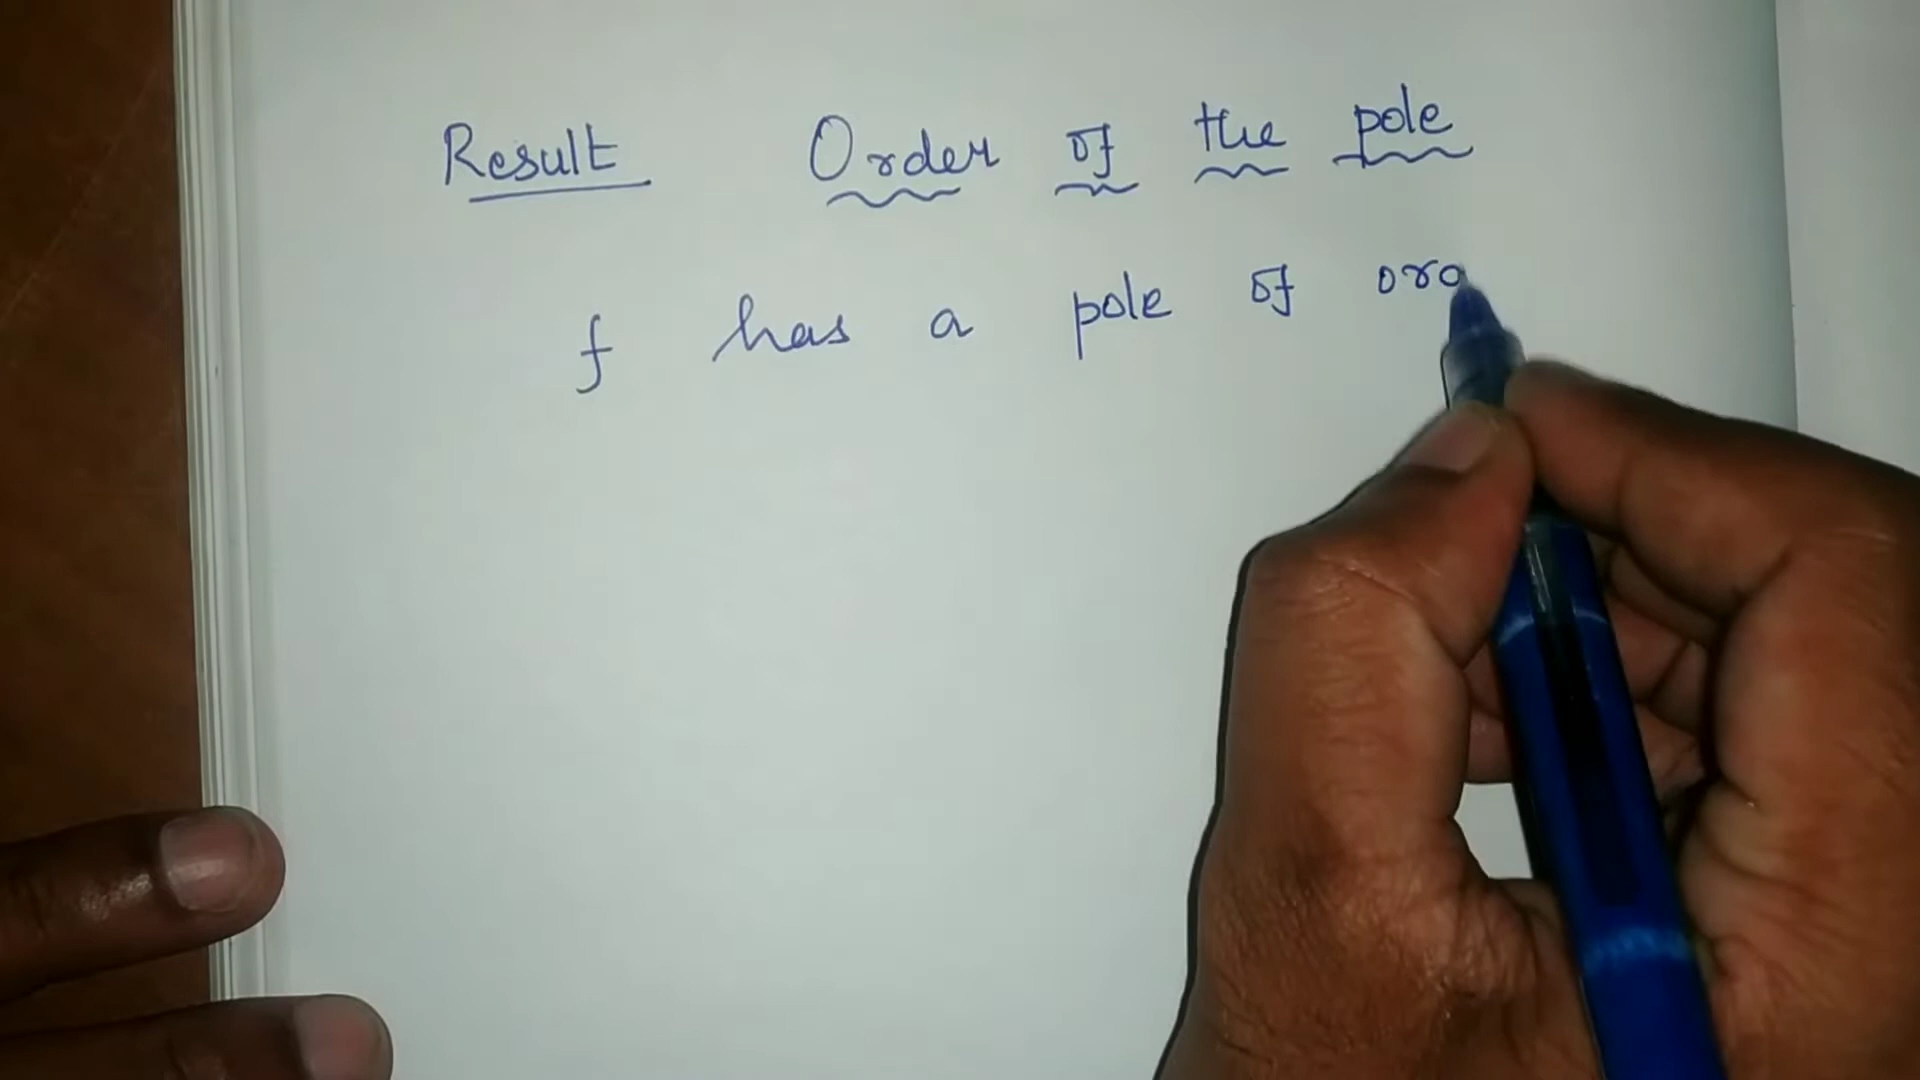 Result Order of the pole
f has a pole of